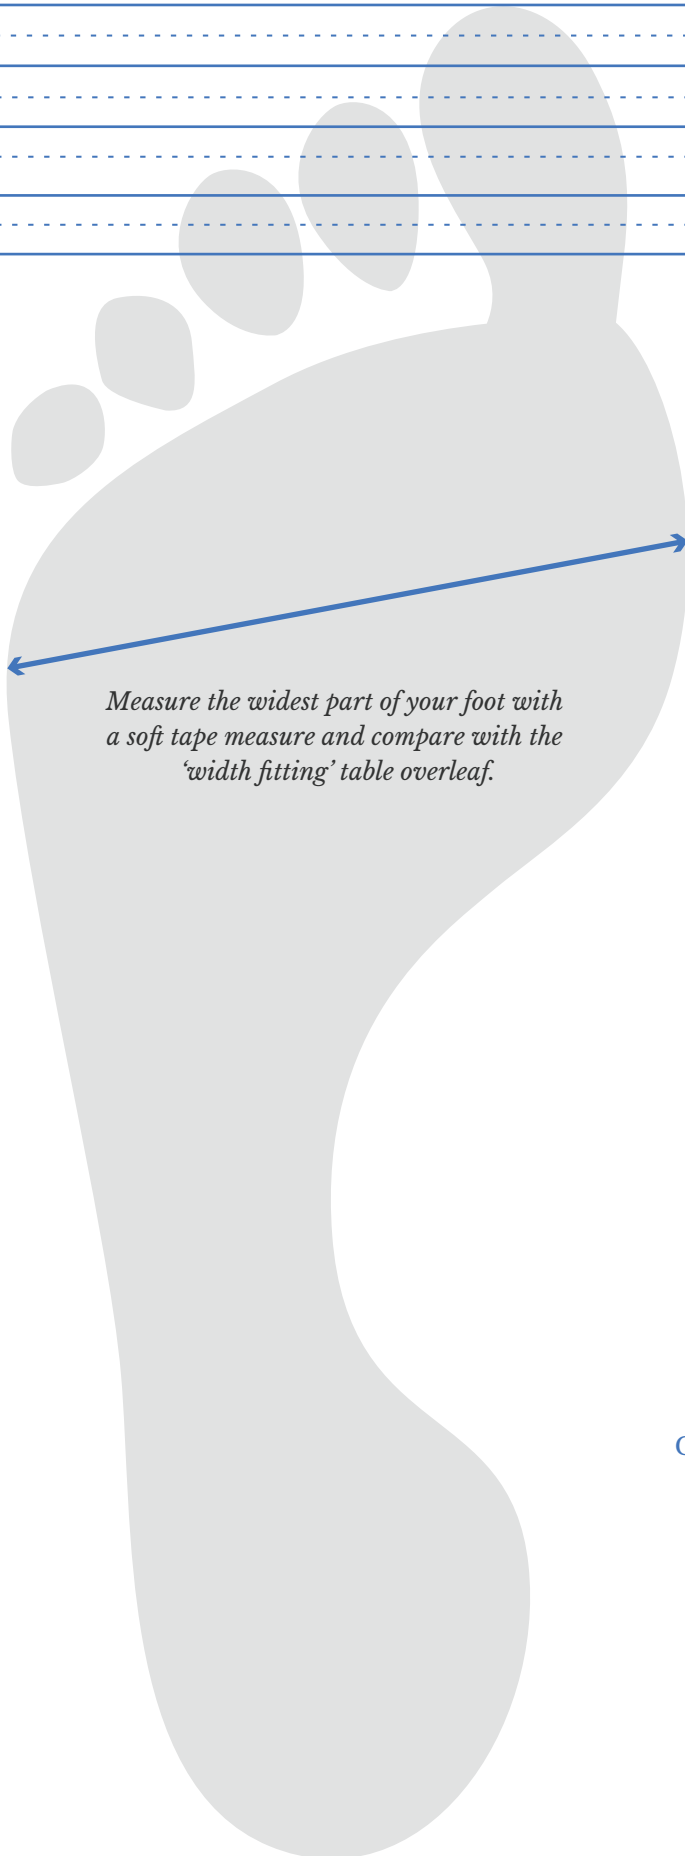 Measure the widest part of your foot with
a soft tape measure and compare with the
‘width fitting’ table overleaf.